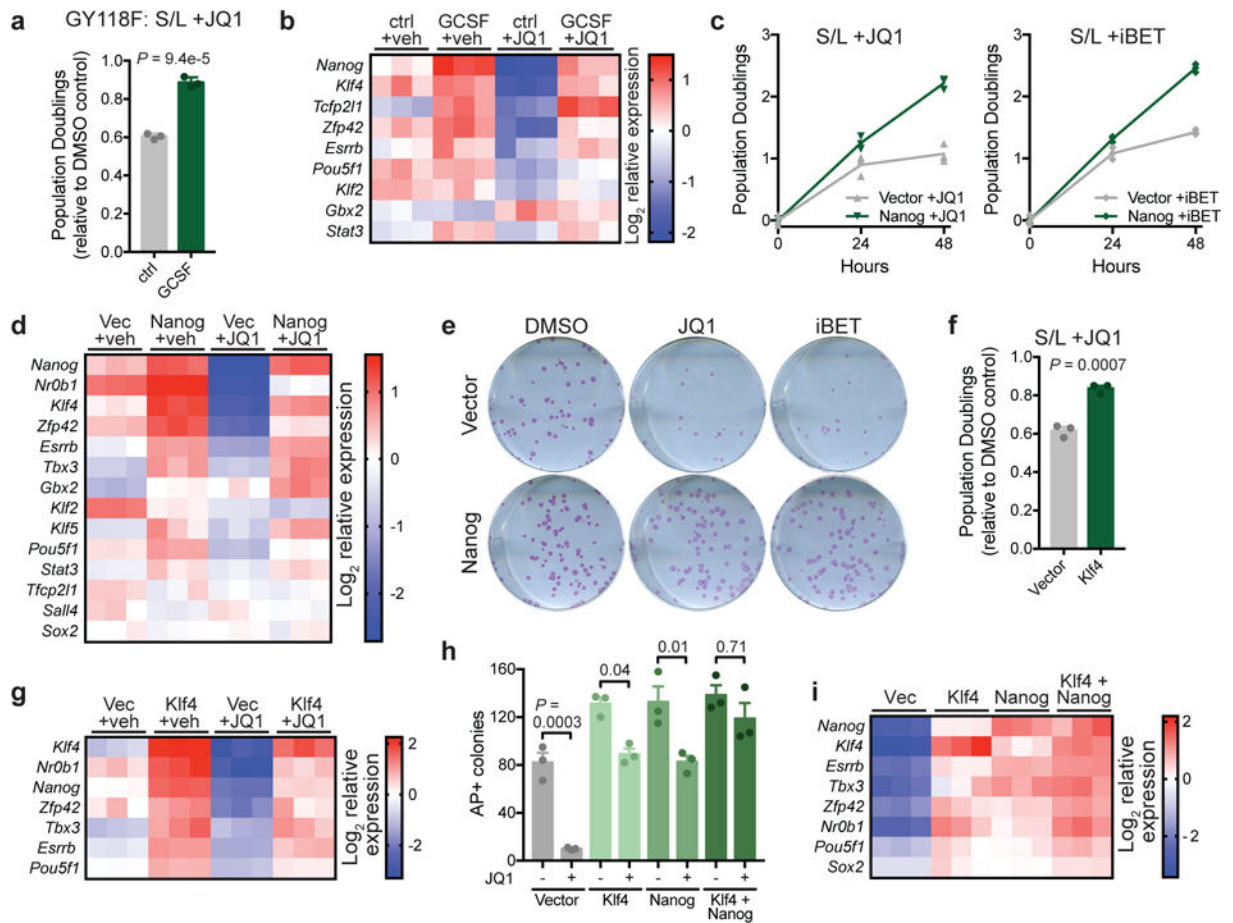 a
GY118F: S/L +JQ1
P = 9.4e-5
Population Doublings
(relative to DMSO control)
1.0
0.8
0.6
0.4
0.2
0.0
ctrl
GCSF
b
ctrl
+veh
GCSF
+veh
ctrl
+JQ1
GCSF
+JQ1
Nanog
Klf4
Tcfp2l1
Zfp42
Esrrb
Pou5f1
Klf2
Gbx2
Stat3
Log2 relative expression
1
0
-1
-2
c
S/L +JQ1
Population Doublings
3
2
1
0
Vector +JQ1
Nanog +JQ1
0
24
48
Hours
S/L +iBET
Population Doublings
3
2
1
0
Vector +iBET
Nanog +iBET
0
24
48
Hours
d
Vec
+veh
Nanog
+veh
Vec
+JQ1
Nanog
+JQ1
Nanog
Nr0b1
Klf4
Zfp42
Esrrb
Tbx3
Gbx2
Klf2
Klf5
Pou5f1
Stat3
Tfcp2l1
Sall4
Sox2
Log2 relative expression
1
0
-1
-2
e
DMSO
JQ1
iBET
Vector
Nanog
f
S/L +JQ1
P = 0.0007
Population Doublings
(relative to DMSO control)
1.0
0.8
0.6
0.4
0.2
0.0
Vector
Klf4
g
Vec
+veh
Klf4
+veh
Vec
+JQ1
Klf4
+JQ1
Klf4
Nr0b1
Nanog
Zfp42
Tbx3
Esrrb
Pou5f1
Log2 relative
expression
2
0
-2
h
AP+ colonies
160
120
80
40
0
P =
0.0003
0.04
0.01
0.71
JQ1
- + - + - + - +
Vector
Klf4
Nanog
Klf4 +
Nanog
i
Vec
Klf4
Nanog
Klf4 +
Nanog
Nanog
Klf4
Esrrb
Tbx3
Zfp42
Nr0b1
Pou5f1
Sox2
Log2 relative
expression
2
0
-2